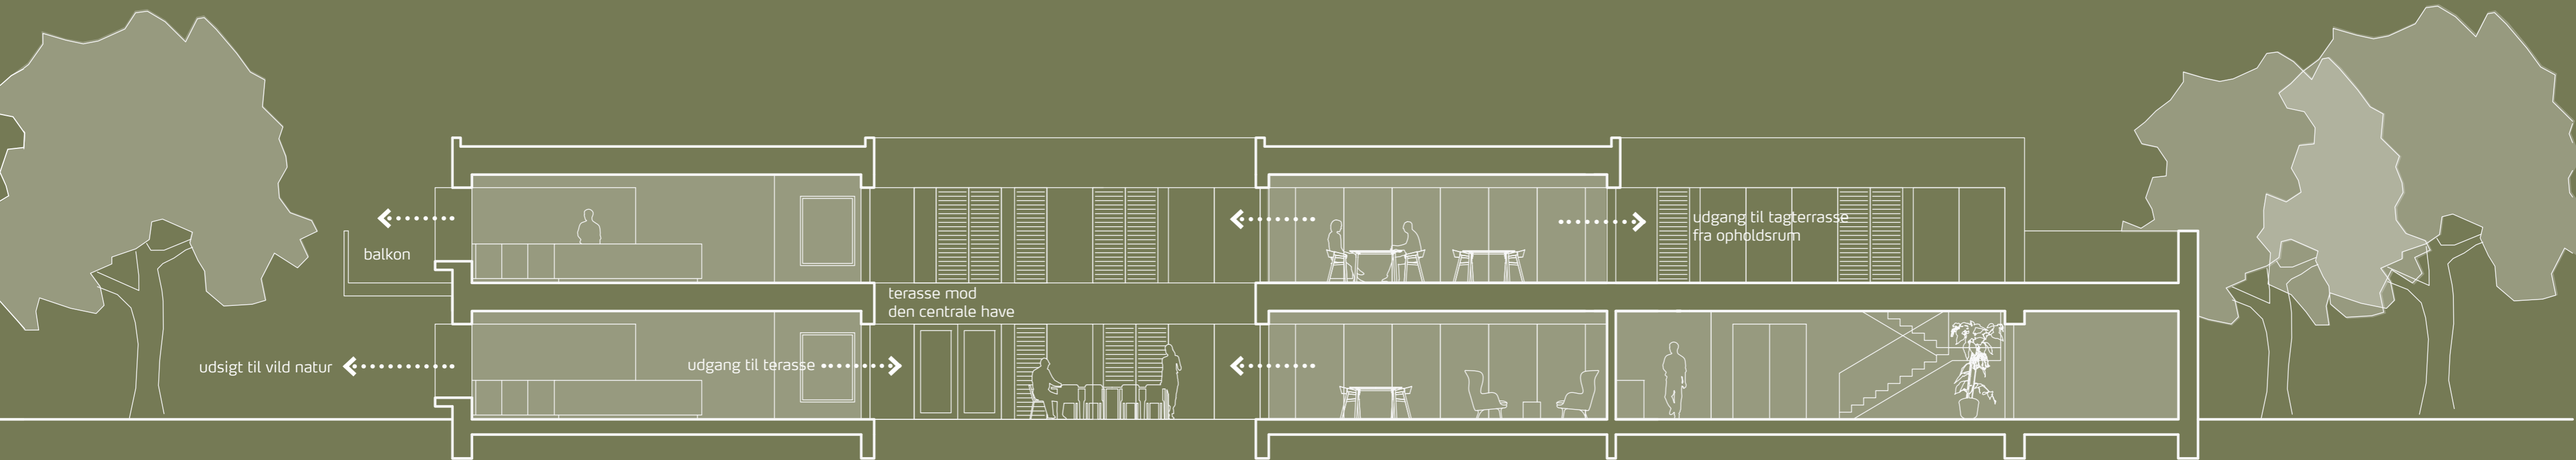 balkon
udgang til tagterrasse
fra opholdsrum
terasse mod
den centrale have
udsigt til vild natur
udgang til terasse